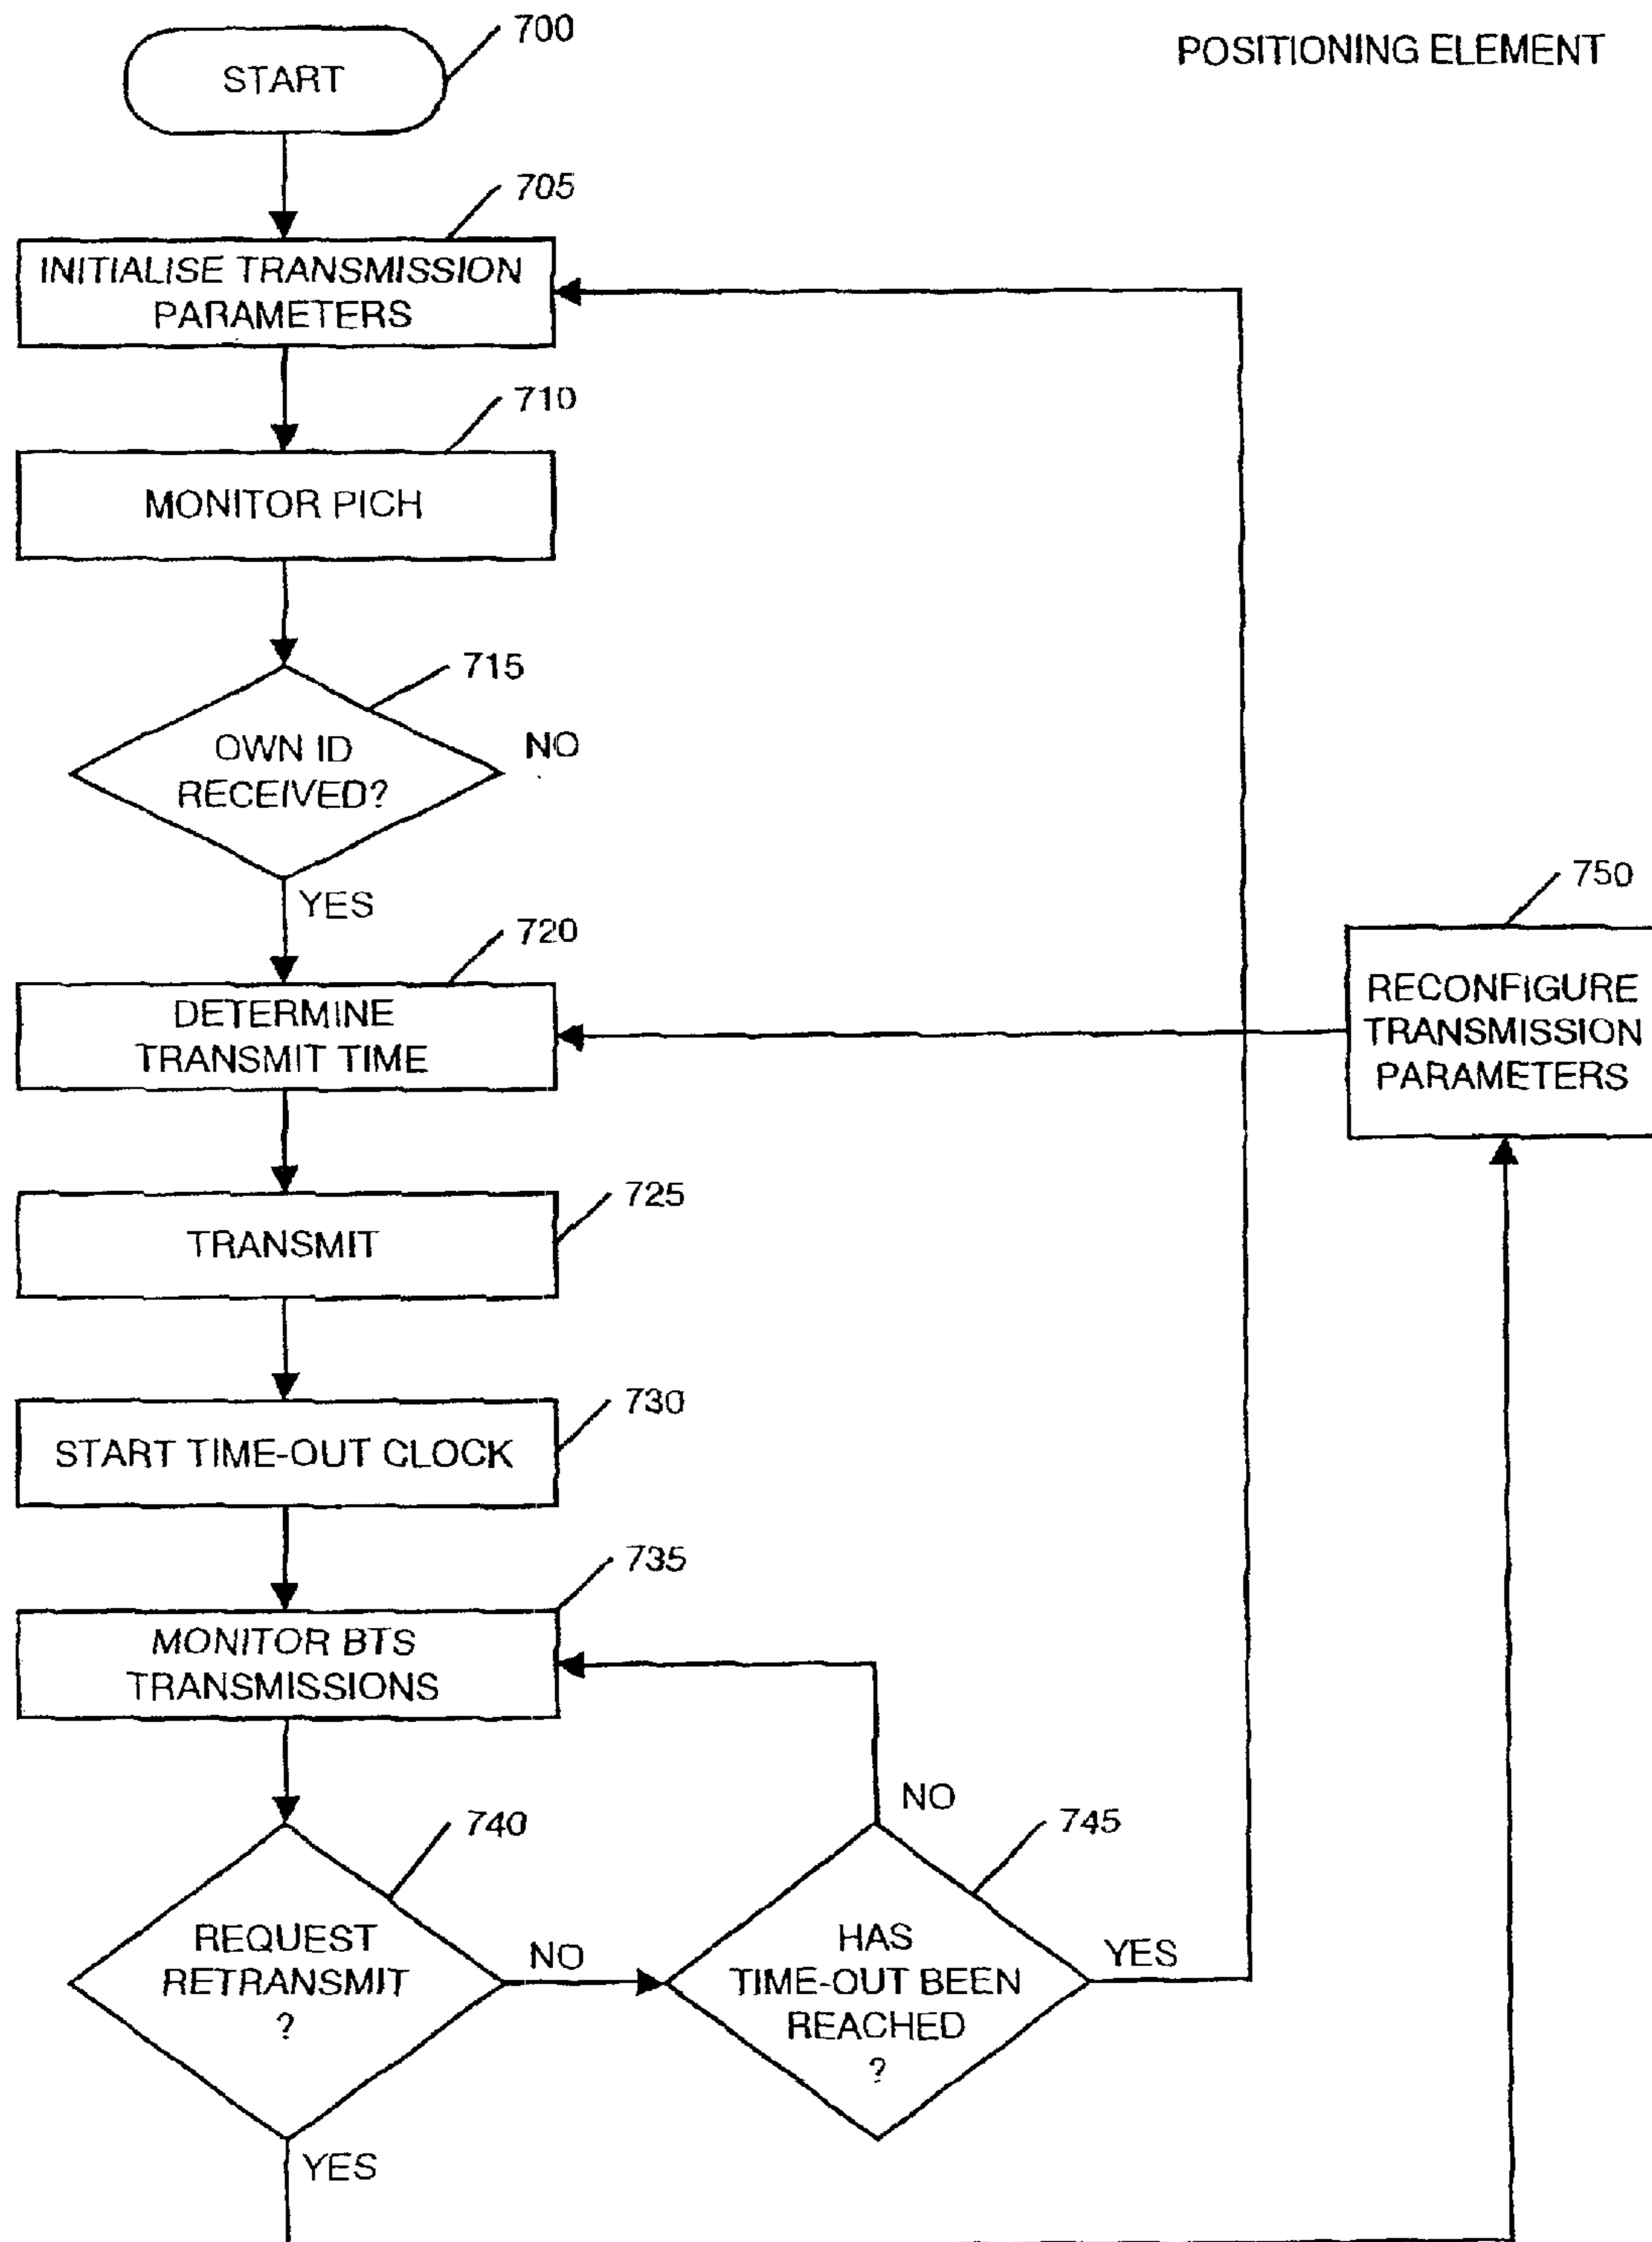 700
POSITIONING ELEMENT
START
705
INITIALISE TRANSMISSION
PARAMETERS
710
MONITOR PICH
715
OWN ID
RECEIVED?
NO
YES
720
DETERMINE
TRANSMIT TIME
750
RECONFIGURE
TRANSMISSION
PARAMETERS
725
TRANSMIT
730
START TIME-OUT CLOCK
735
MONITOR BTS
TRANSMISSIONS
740
REQUEST
RETRANSMIT
?
NO
YES
745
HAS
TIME-OUT BEEN
REACHED
?
NO
YES